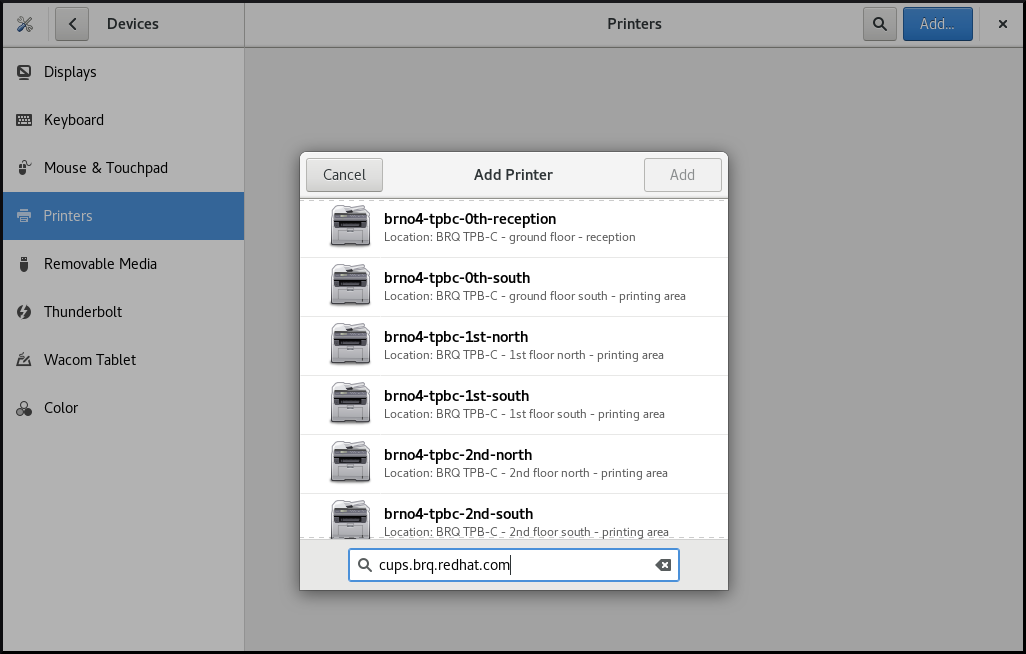 Devices
Printers
Add...
Displays
Keyboard
Mouse & Touchpad
Printers
Removable Media
Thunderbolt
Wacom Tablet
Color
Cancel
Add Printer
Add
brno4-tpbc-0th-reception
Location: BRQ TPB-C - ground floor - reception
brno4-tpbc-0th-south
Location: BRQ TPB-C - ground floor south - printing area
brno4-tpbc-1st-north
Location: BRQ TPB-C - 1st floor north - printing area
brno4-tpbc-1st-south
Location: BRQ TPB-C - 1st floor south - printing area
brno4-tpbc-2nd-north
Location: BRQ TPB-C - 2nd floor north - printing area
brno4-tpbc-2nd-south
Location: BRQ TPB-C - 2nd floor south - printing area
cups.brq.redhat.com